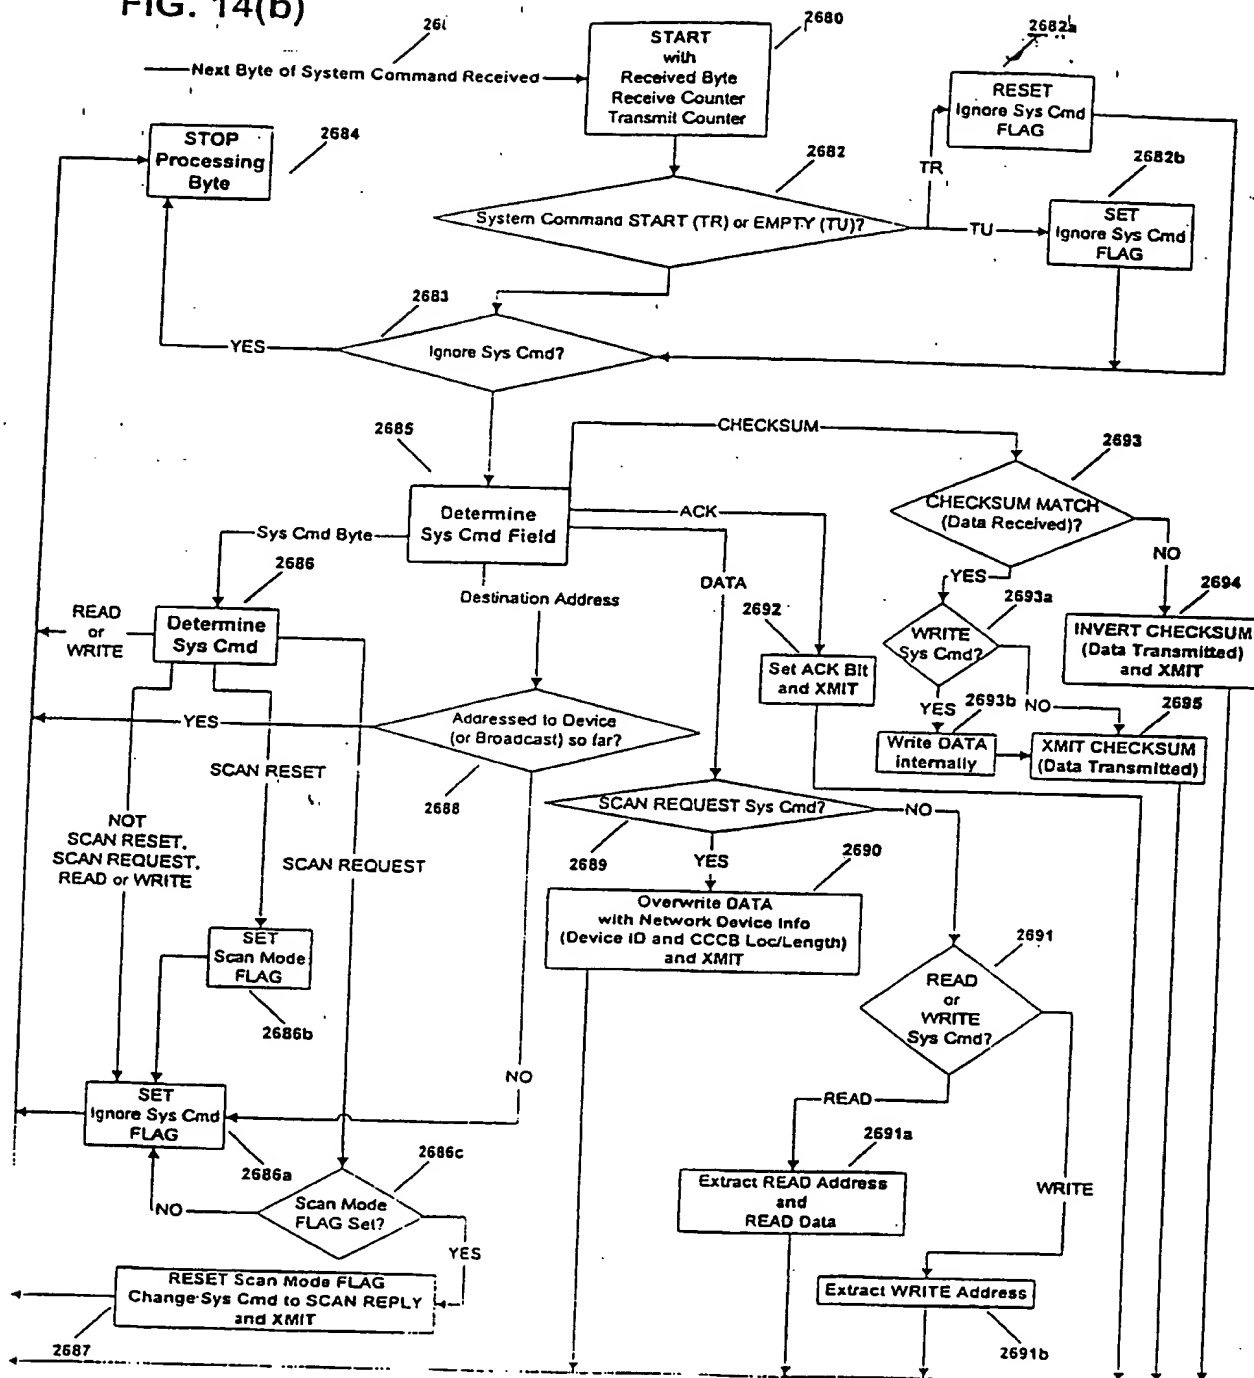 FIG. 14(b)
2680
2682a
START
with
Received Byte
Receive Counter
Transmit Counter
Next Byte of System Command Received
RESET
Ignore Sys Cmd
FLAG
STOP
Processing
Byte
2684
2682
TR
2682b
System Command START (TR) or EMPTY (TU)?
TU
SET
Ignore Sys Cmd
FLAG
2683
YES
Ignore Sys Cmd?
2685
CHECKSUM
2693
Determine
Sys Cmd Field
ACK
CHECKSUM MATCH
(Data Received)?
Sys Cmd Byte
2686
DATA
NO
YES
Destination Address
2692
2693a
2694
READ
or
WRITE
Determine
Sys Cmd
WRITE
Sys Cmd?
INVERT CHECKSUM
(Data Transmitted)
and XMIT
Set ACK Bit
and XMIT
YES
2693b
NO
2695
YES
Addressed to Device
(or Broadcast) so far?
Write DATA
internally
XMIT CHECKSUM
(Data Transmitted)
SCAN RESET
2688
SCAN REQUEST Sys Cmd?
NO
NOT
SCAN RESET.
SCAN REQUEST.
READ or WRITE
SCAN REQUEST
2689
YES
2690
Overwrite DATA
with Network Device Info
(Device ID and CCCB Loc/Length)
and XMIT
SET
Scan Mode
FLAG
2691
READ
or
WRITE
Sys Cmd?
2686b
NO
SET
Ignore Sys Cmd
FLAG
READ
2686a
2686c
2691a
Extract READ Address
and
READ Data
WRITE
NO
Scan Mode
FLAG Set?
YES
RESET Scan Mode FLAG
Change Sys Cmd to SCAN REPLY
and XMIT
Extract WRITE Address
2687
2691b